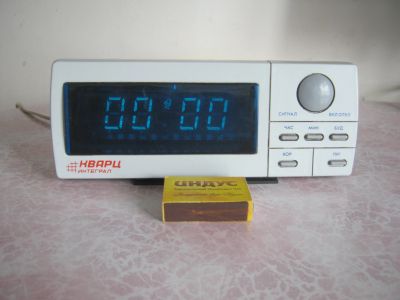 00 00
СИГНАЛ ВКЛ.ОТКЛ
ЧАС МИН БУД
КОР
КВАРЦ
ИНТЕГРАЛ
ИНДУС